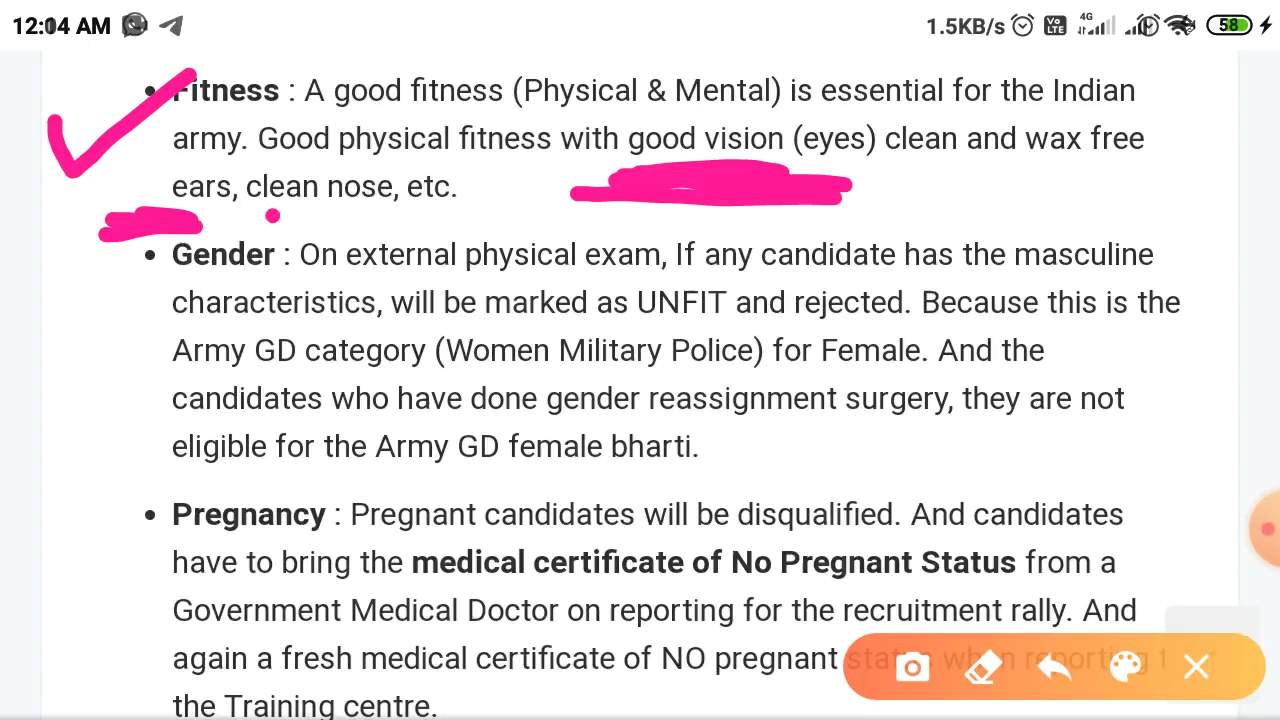 12:04 AM 1.5KB/s Vo LTE 4G 58
• Fitness : A good fitness (Physical & Mental) is essential for the Indian
army. Good physical fitness with good vision (eyes) clean and wax free
ears, clean nose, etc.
• Gender : On external physical exam, If any candidate has the masculine
characteristics, will be marked as UNFIT and rejected. Because this is the
Army GD category (Women Military Police) for Female. And the
candidates who have done gender reassignment surgery, they are not
eligible for the Army GD female bharti.
• Pregnancy : Pregnant candidates will be disqualified. And candidates
have to bring the medical certificate of No Pregnant Status from a
Government Medical Doctor on reporting for the recruitment rally. And
again a fresh medical certificate of NO pregnant status when reporting
the Training centre.